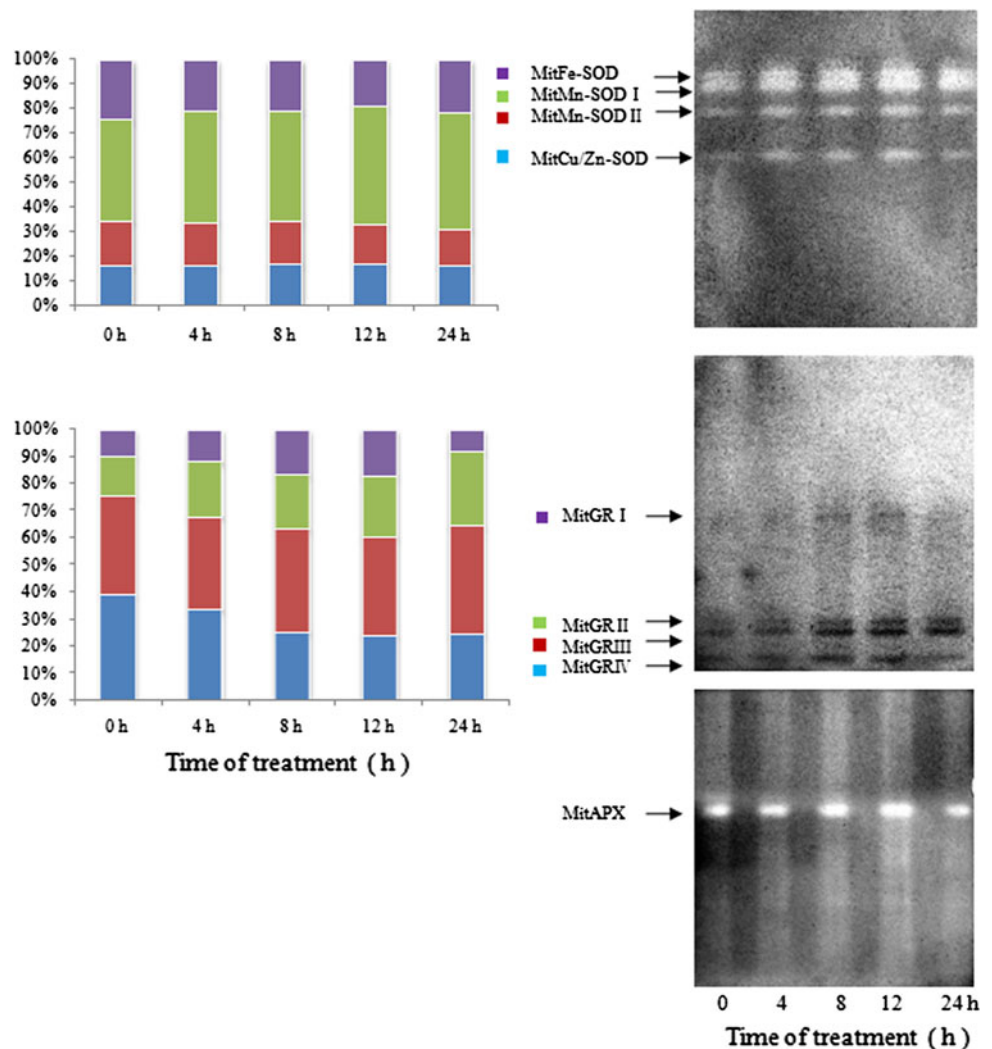 100%
90%
80%
70%
60%
50%
40%
30%
20%
10%
0%
0 h 4 h 8 h 12 h 24 h
MitFe-SOD
MitMn-SOD I
MitMn-SOD II
MitCu/Zn-SOD
100%
90%
80%
70%
60%
50%
40%
30%
20%
10%
0%
0 h 4 h 8 h 12 h 24 h
Time of treatment ( h )
MitGR I
MitGR II
MitGRIII
MitGRIV
MitAPX
0 4 8 12 24 h
Time of treatment ( h )